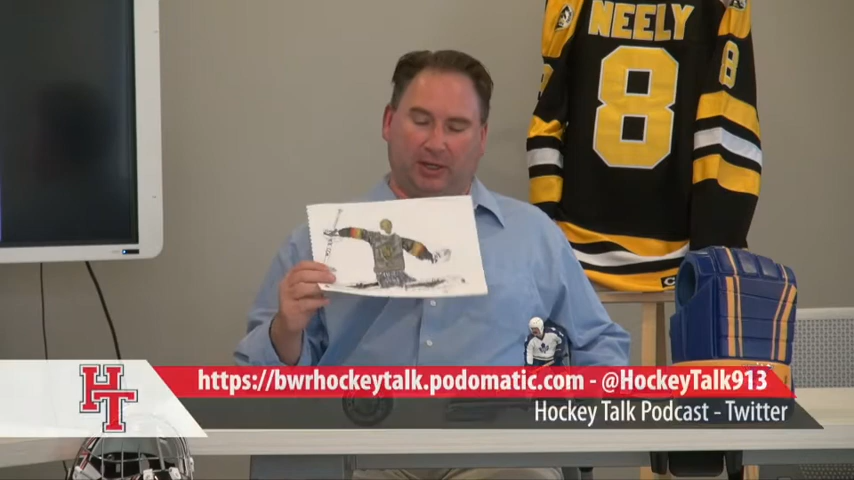 NEELY
8
8
HT
https://bwrhockeytalk.podomatic.com - @HockeyTalk913
Hockey Talk Podcast - Twitter